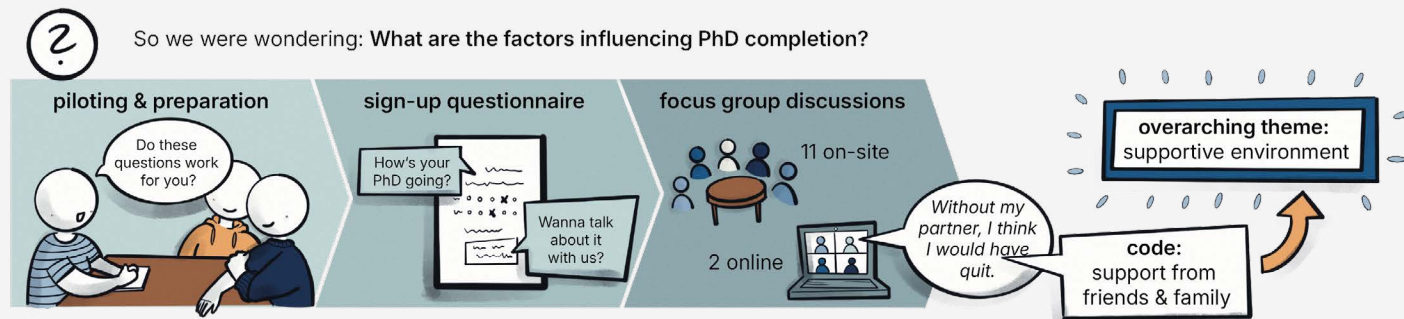 ?
So we were wondering: What are the factors influencing PhD completion?
piloting & preparation
Do these
questions work
for you?
sign-up questionnaire
How's your
PhD going?
Wanna talk
about it
with us?
focus group discussions
11 on-site
2 online
Without my
partner, I think
I would have
quit.
code:
support from
friends & family
overarching theme:
supportive environment